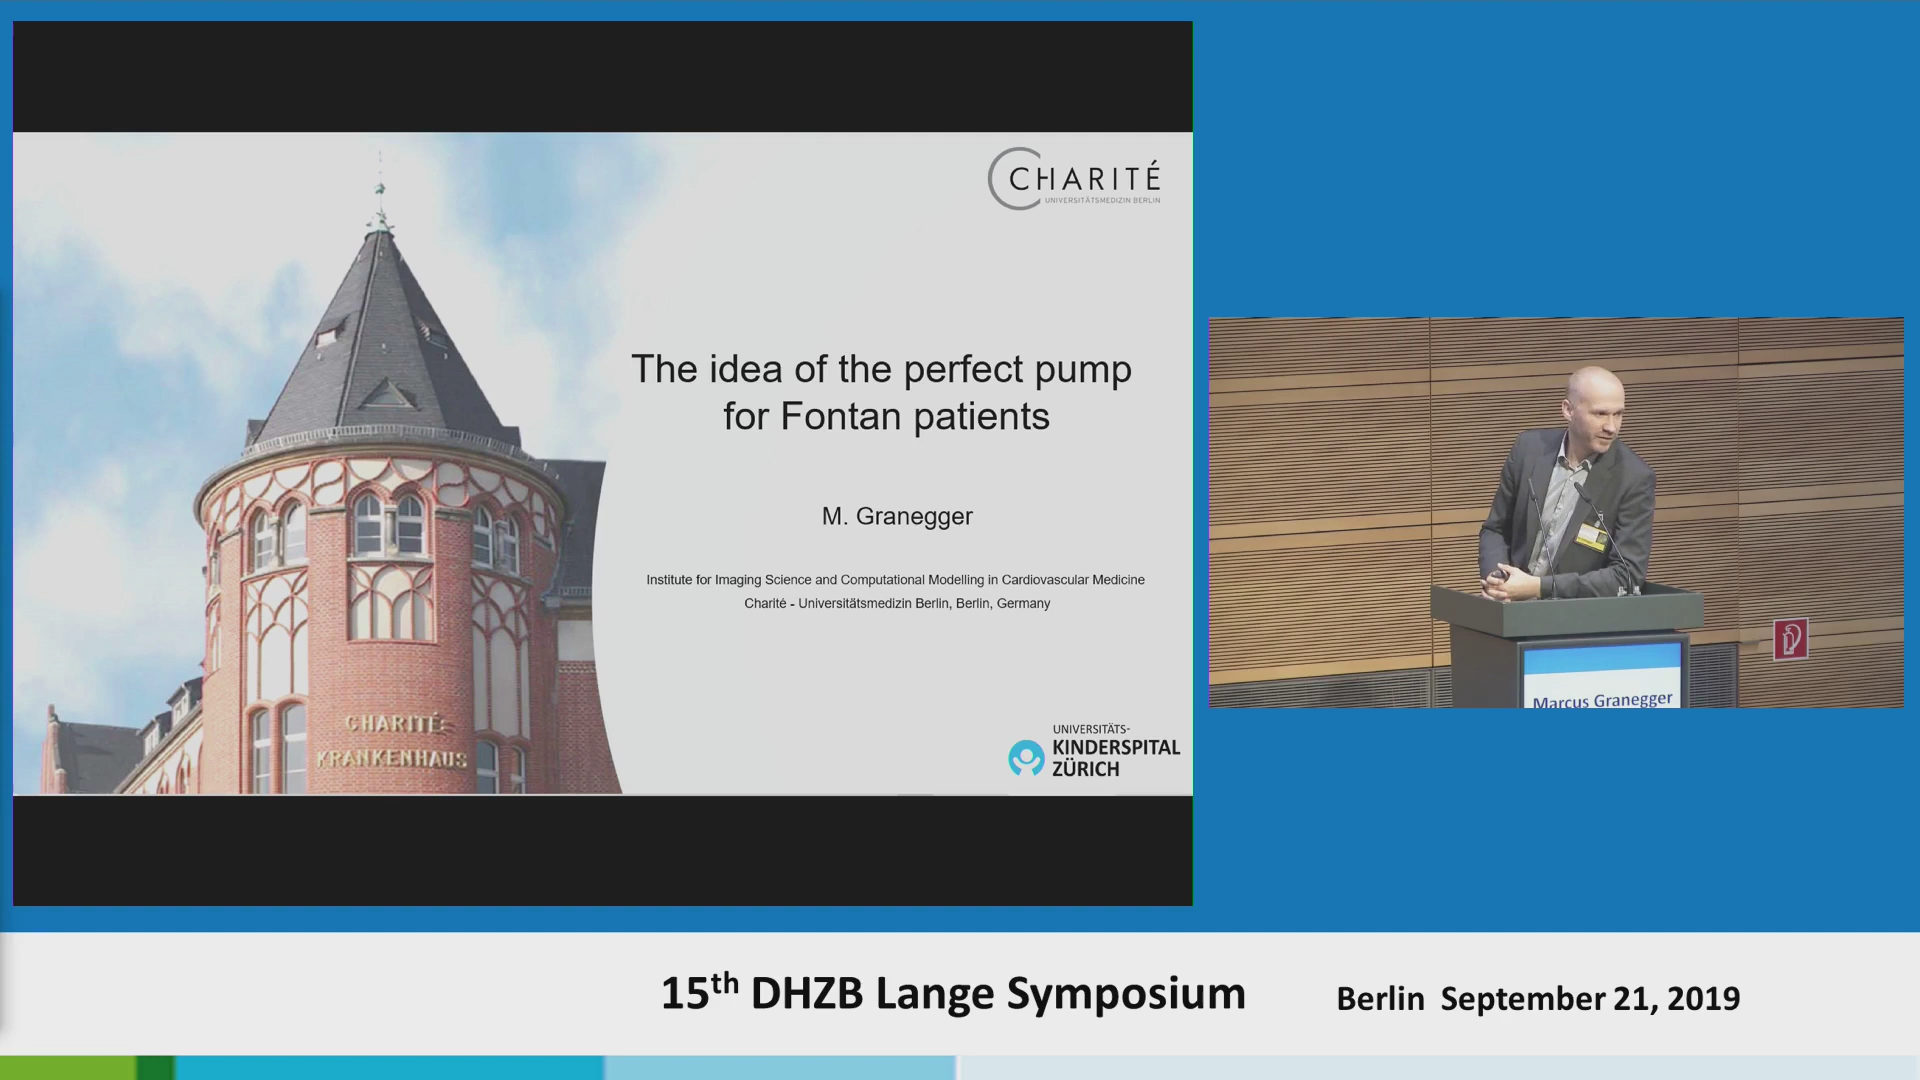 CHARITÉ
UNIVERSITÄTSMEDIZIN BERLIN
The idea of the perfect pump
for Fontan patients
M. Granegger
Institute for Imaging Science and Computational Modelling in Cardiovascular Medicine
Charité - Universitätsmedizin Berlin, Berlin, Germany
CHARITÉ
KRANKENHAUS
UNIVERSITÄTS-
KINDERSPITAL
ZÜRICH
Marcus Granegger
15th DHZB Lange Symposium
Berlin September 21, 2019